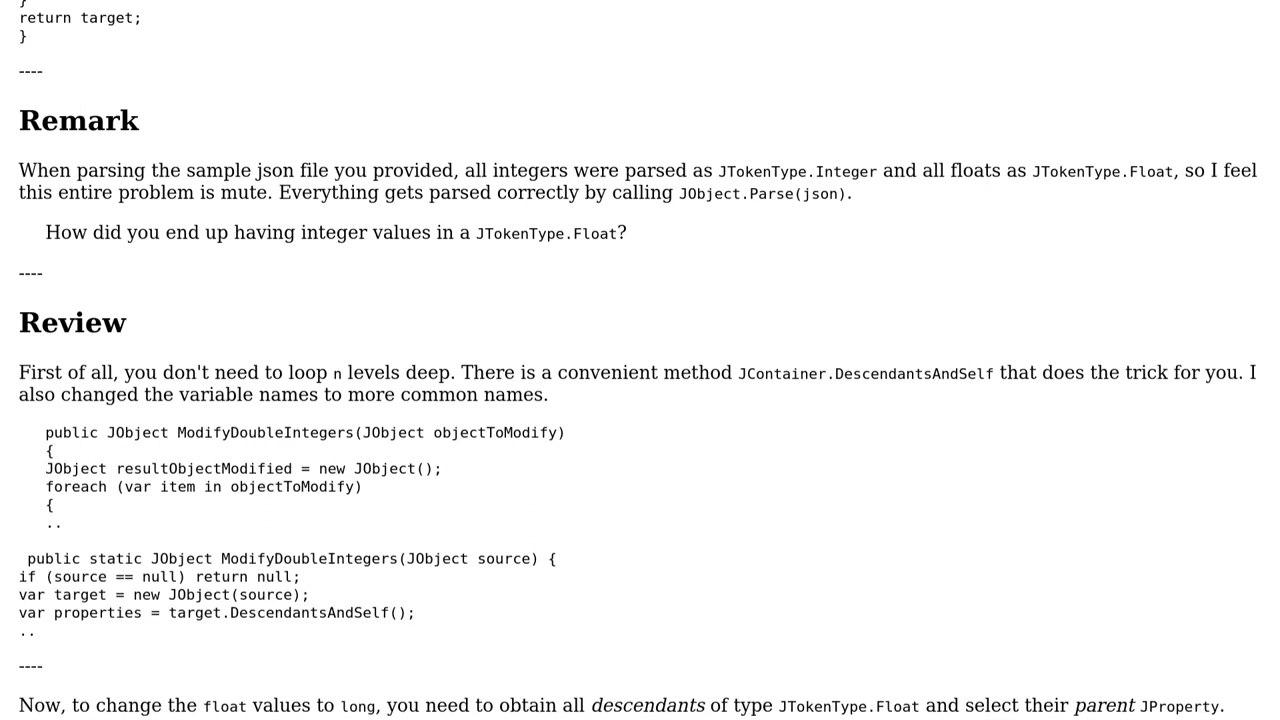 }
return target;
}
----
Remark
When parsing the sample json file you provided, all integers were parsed as JTokenType.Integer and all floats as JTokenType.Float, so I feel
this entire problem is mute. Everything gets parsed correctly by calling JObject.Parse(json).
How did you end up having integer values in a JTokenType.Float?
----
Review
First of all, you don't need to loop n levels deep. There is a convenient method JContainer.DescendantsAndSelf that does the trick for you. I
also changed the variable names to more common names.
public JObject ModifyDoubleIntegers(JObject objectToModify)
{
JObject resultObjectModified = new JObject();
foreach (var item in objectToModify)
{
..
public static JObject ModifyDoubleIntegers(JObject source) {
if (source == null) return null;
var target = new JObject(source);
var properties = target.DescendantsAndSelf();
..
----
Now, to change the float values to long, you need to obtain all descendants of type JTokenType.Float and select their parent JProperty.